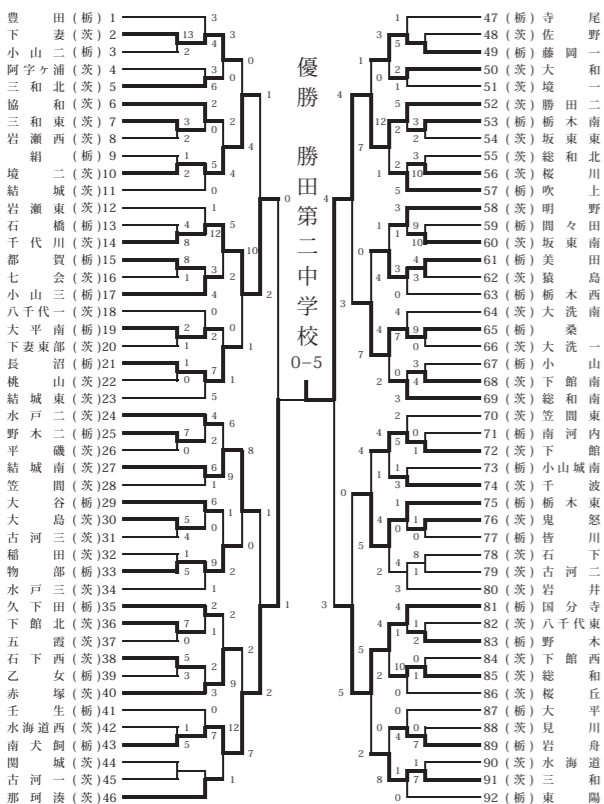 豊田 (栃) 1
下妻 (茨) 2
小山二 (栃) 3
阿字ヶ浦 (茨) 4
三和北 (茨) 5
協和 (茨) 6
三和東 (茨) 7
岩瀬西 (茨) 8
絹 (栃) 9
境二 (茨) 10
結城 (茨) 11
岩瀬東 (茨) 12
石橋 (栃) 13
千代川 (茨) 14
都賀 (栃) 15
七会 (茨) 16
小山三 (栃) 17
八千代一 (茨) 18
大平南 (栃) 19
下妻東部 (茨) 20
長沼 (栃) 21
桃山 (茨) 22
結城東 (茨) 23
水戸二 (茨) 24
野木二 (栃) 25
平磯 (茨) 26
結城南 (茨) 27
笠間 (茨) 28
大谷 (栃) 29
大島 (茨) 30
古河三 (茨) 31
稲田 (茨) 32
物部 (栃) 33
水戸三 (茨) 34
久下田 (栃) 35
下館北 (茨) 36
五霞 (茨) 37
石下西 (茨) 38
乙女 (栃) 39
赤塚 (茨) 40
壬生 (栃) 41
水海道西 (茨) 42
南犬飼 (栃) 43
関城 (茨) 44
古河一 (茨) 45
那珂湊 (茨) 46
優勝 勝田第二中学校
0-5
47 (栃) 寺尾
48 (茨) 佐野
49 (栃) 藤岡一
50 (茨) 大和
51 (茨) 境一
52 (茨) 勝田二
53 (栃) 栃木南
54 (茨) 坂東東
55 (茨) 総和北
56 (茨) 桜川
57 (栃) 吹上
58 (茨) 明野
59 (栃) 間々田
60 (茨) 坂東南
61 (栃) 美田
62 (茨) 猿島
63 (栃) 栃木西
64 (茨) 大洗南
65 (栃) 桑
66 (茨) 大洗一
67 (栃) 小山
68 (茨) 下館南
69 (茨) 総和南
70 (茨) 笠間東
71 (栃) 南河内
72 (茨) 下館
73 (栃) 小山城南
74 (茨) 千波
75 (栃) 栃木東
76 (茨) 鬼怒
77 (栃) 皆川
78 (茨) 石下
79 (茨) 古河二
80 (茨) 岩井
81 (栃) 国分寺
82 (茨) 八千代東
83 (栃) 野木
84 (茨) 下館西
85 (茨) 総和
86 (茨) 桜丘
87 (栃) 大平
88 (茨) 見川
89 (栃) 岩舟
90 (茨) 水海道
91 (茨) 三和
92 (栃) 東陽